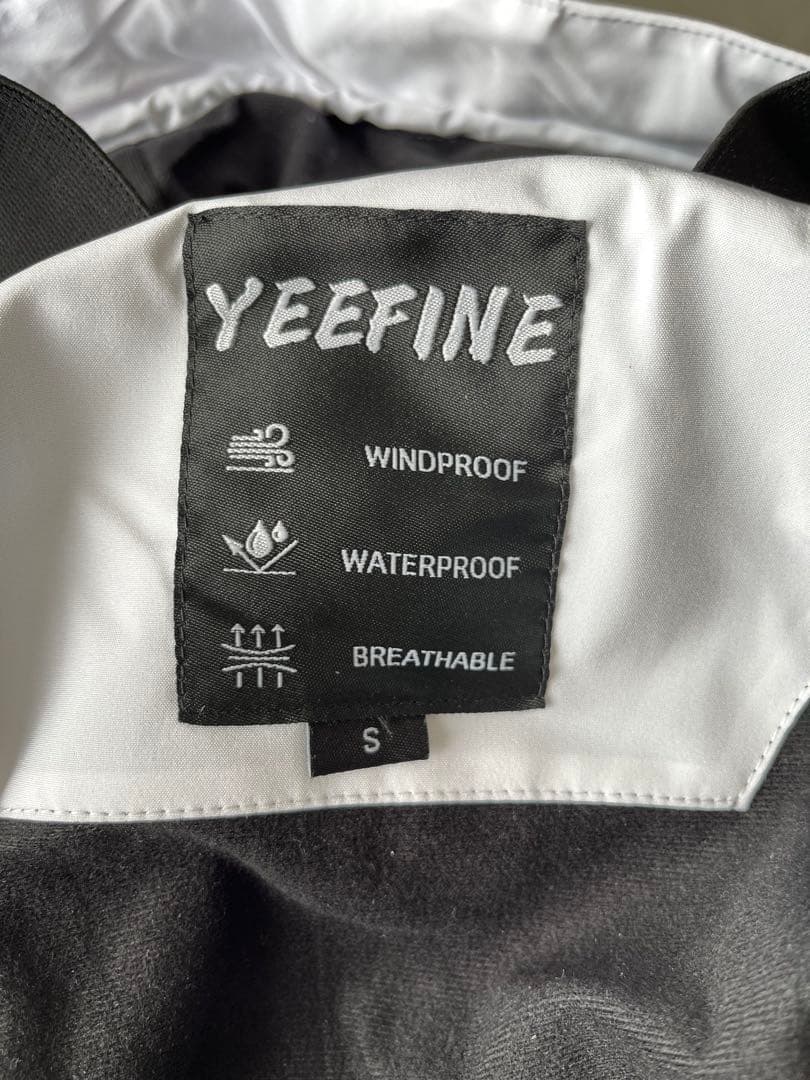 YEEFINE
WINDPROOF
WATERPROOF
BREATHABLE
S